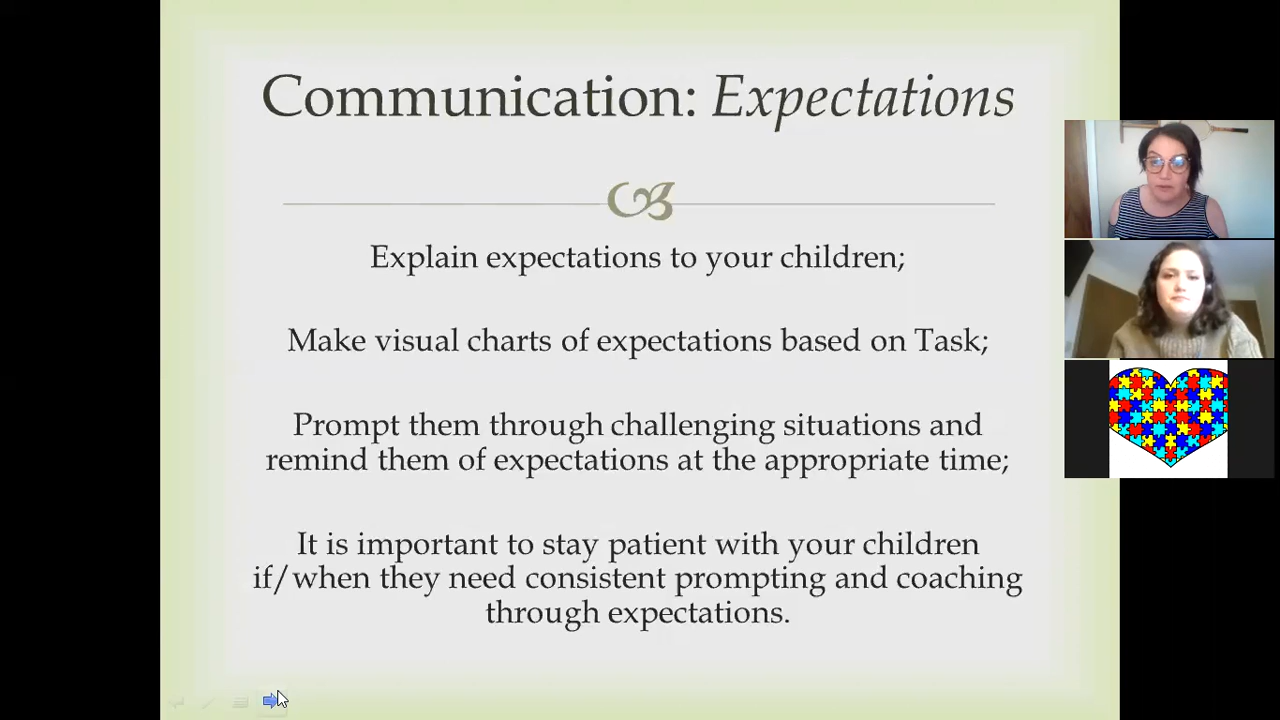 Communication: Expectations
Explain expectations to your children;
Make visual charts of expectations based on Task;
Prompt them through challenging situations and
remind them of expectations at the appropriate time;
It is important to stay patient with your children
if/when they need consistent prompting and coaching
through expectations.